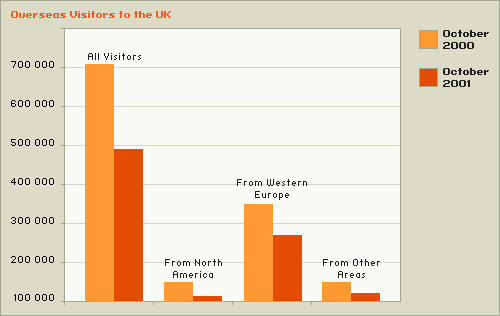 Overseas Visitors to the UK
October
2000
October
2001
All Visitors
700 000
600 000
500 000
400 000
300 000
200 000
100 000
From Western
Europe
From North
America
From Other
Areas